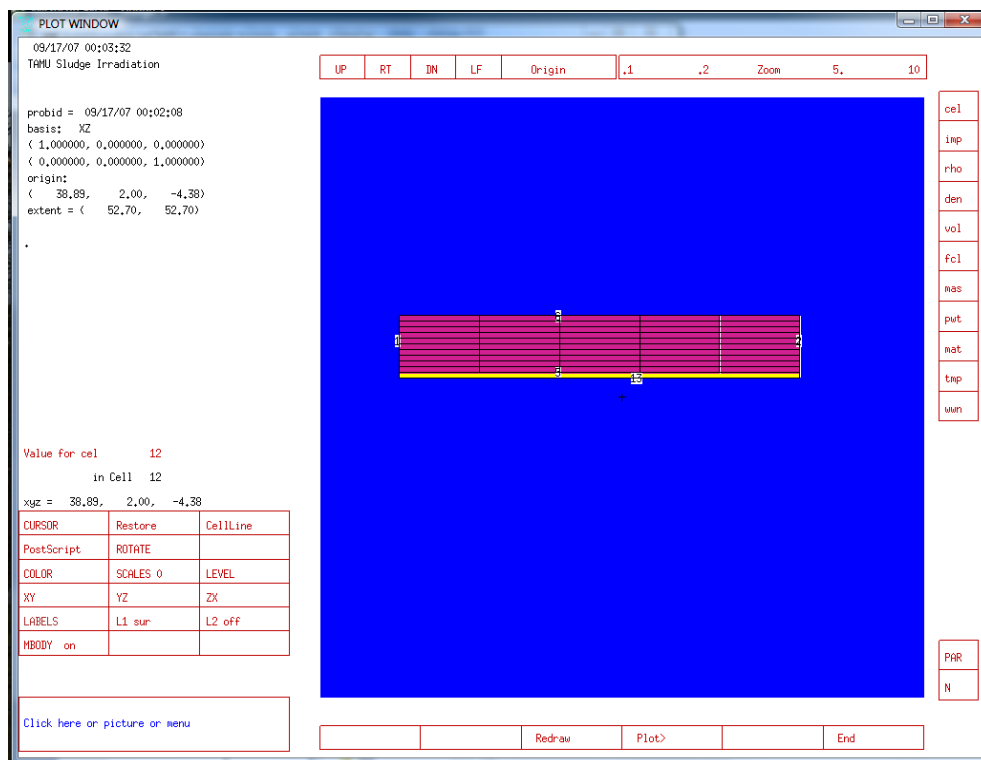 PLOT WINDOW
09/17/07 00:03:32
TAMU Sludge Irradiation
probid = 09/17/07 00:02:08
basis: XZ
( 1.000000, 0.000000, 0.000000)
( 0.000000, 0.000000, 1.000000)
origin:
( 38.89, 2.00, -4.38)
extent = ( 52.70, 52.70)
UP RT DN LF Origin .1 .2 Zoom 5. 10
cel
imp
rho
den
vol
fcl
mas
pwt
mat
tmp
wwn
1
2
3
13
Value for cel 12
in Cell 12
xyz = 38.89, 2.00, -4.38
CURSOR Restore CellLine
PostScript ROTATE
COLOR SCALES 0 LEVEL
XY YZ ZX
LABELS L1 sur L2 off
MBODY on
PAR
N
Click here or picture or menu
Redraw Plot> End